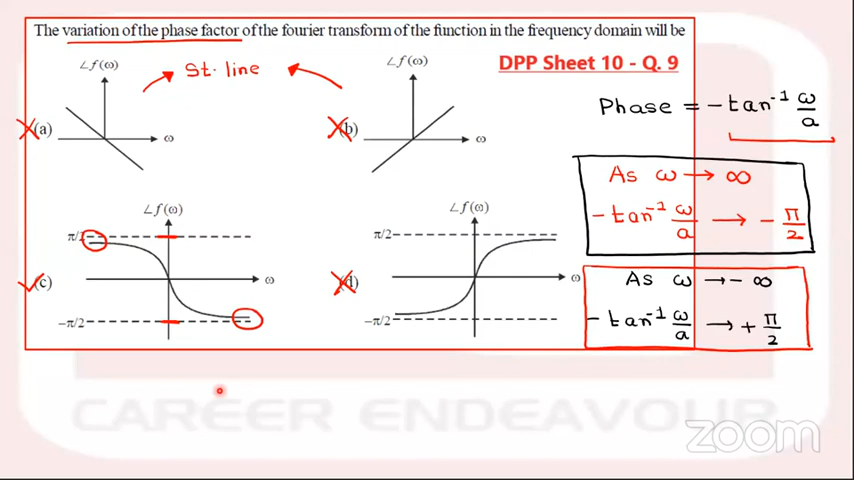 The variation of the phase factor of the fourier transform of the function in the frequency domain will be
DPP Sheet 10 - Q. 9
∠f(ω)
St. line
∠f(ω)
Phase = -tan⁻¹ ω/a
(a)
ω
(b)
ω
As ω → ∞
-tan⁻¹ ω/a → -π/2
∠f(ω)
∠f(ω)
π/2
π/2
(c)
ω
(d)
ω
-π/2
-π/2
As ω → -∞
-tan⁻¹ ω/a → +π/2
CAREER ENDEAVOUR
zoom